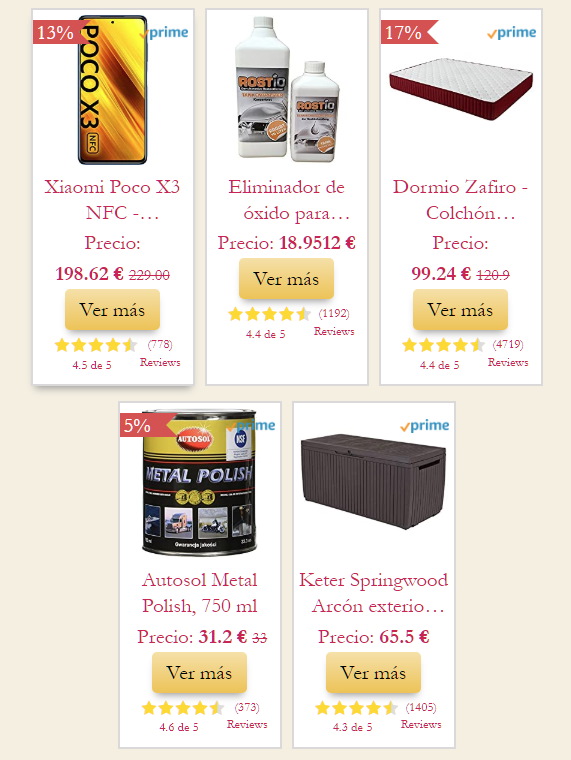 13%
prime
POCO X3
NFC
Xiaomi Poco X3
NFC -…
Precio:
198.62 € 229.00
Ver más
(778)
4.5 de 5 Reviews
ROSTIO
ROSTIO
Eliminador de
óxido para…
Precio: 18.9512 €
Ver más
(1192)
4.4 de 5 Reviews
17%
prime
Dormio Zafiro -
Colchón…
Precio:
99.24 € 120.9
Ver más
(4719)
4.4 de 5 Reviews
5%
prime
AUTOSOL
NSF
METAL POLISH
Gwarancja jakości
Autosol Metal
Polish, 750 ml
Precio: 31.2 € 33
Ver más
(373)
4.6 de 5 Reviews
prime
Keter Springwood
Arcón exterio…
Precio: 65.5 €
Ver más
(1405)
4.3 de 5 Reviews